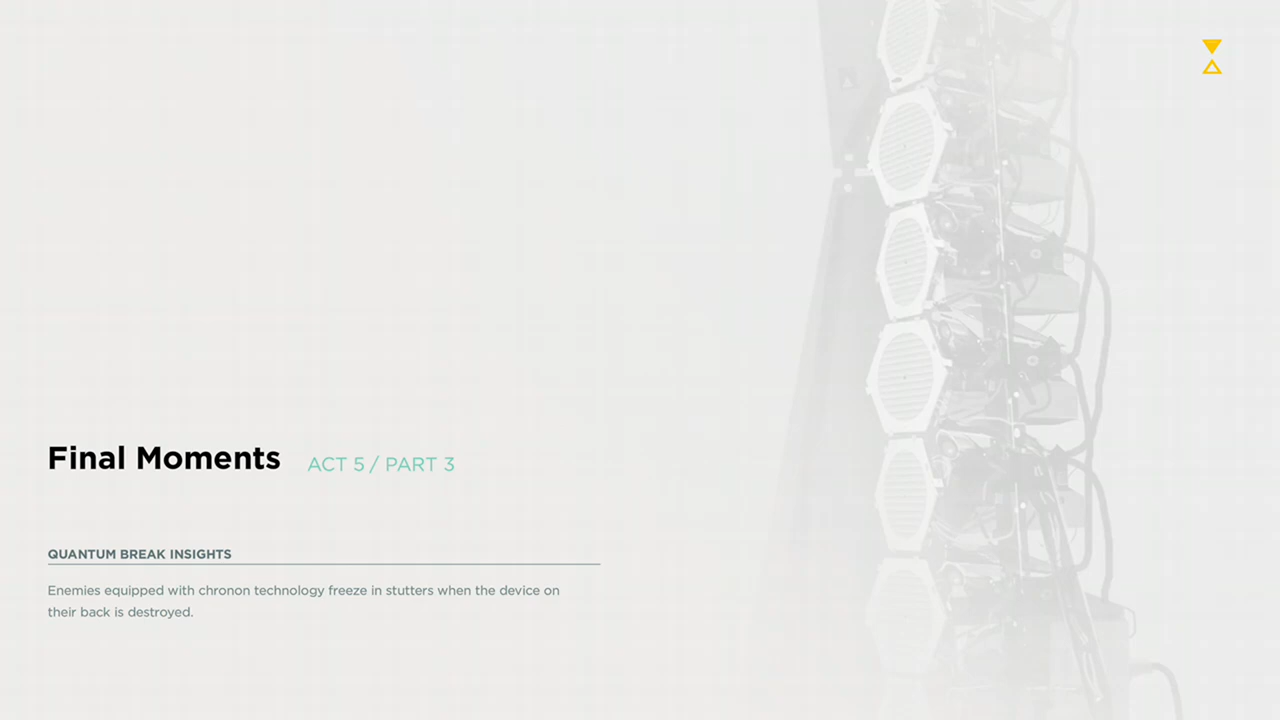 Final Moments ACT 5 / PART 3
QUANTUM BREAK INSIGHTS
Enemies equipped with chronon technology freeze in stutters when the device on
their back is destroyed.